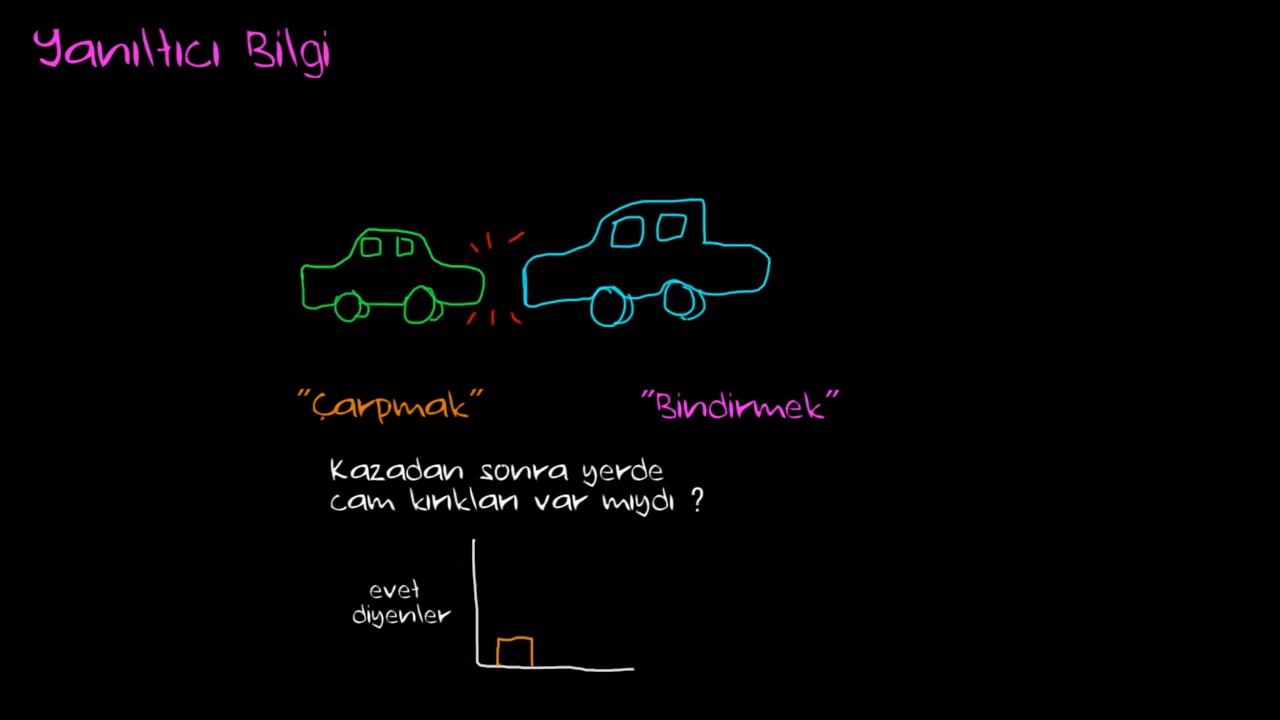 Yanıltıcı Bilgi
"Çarpmak" "Bindirmek"
Kazadan sonra yerde
cam kırıkları var mıydı ?
evet
diyenler